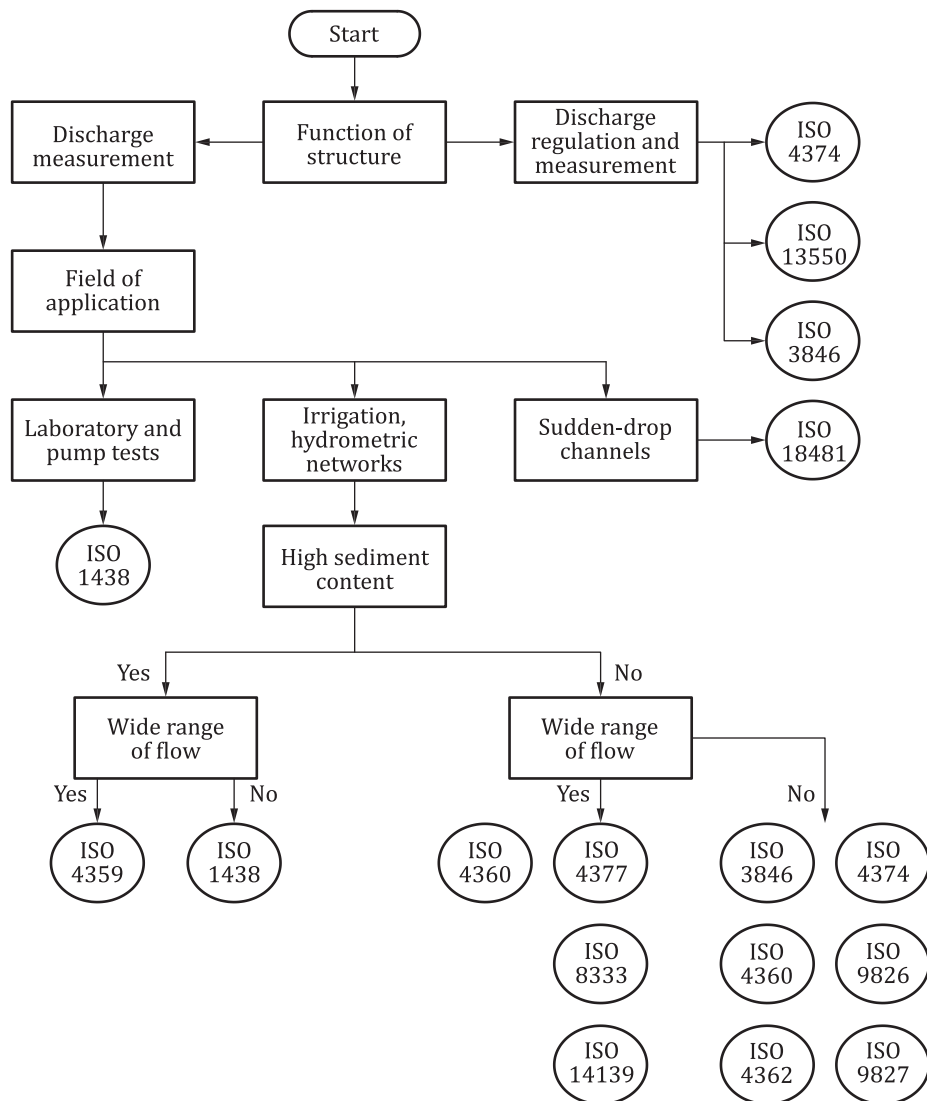 Start
Discharge
measurement
Function of
structure
Discharge
regulation and
measurement
ISO
4374
ISO
13550
ISO
3846
Field of
application
Laboratory and
pump tests
Irrigation,
hydrometric
networks
Sudden-drop
channels
ISO
18481
ISO
1438
High sediment
content
Yes
No
Wide range
of flow
Wide range
of flow
Yes
No
Yes
No
ISO
4359
ISO
1438
ISO
4360
ISO
4377
ISO
3846
ISO
4374
ISO
8333
ISO
4360
ISO
9826
ISO
14139
ISO
4362
ISO
9827